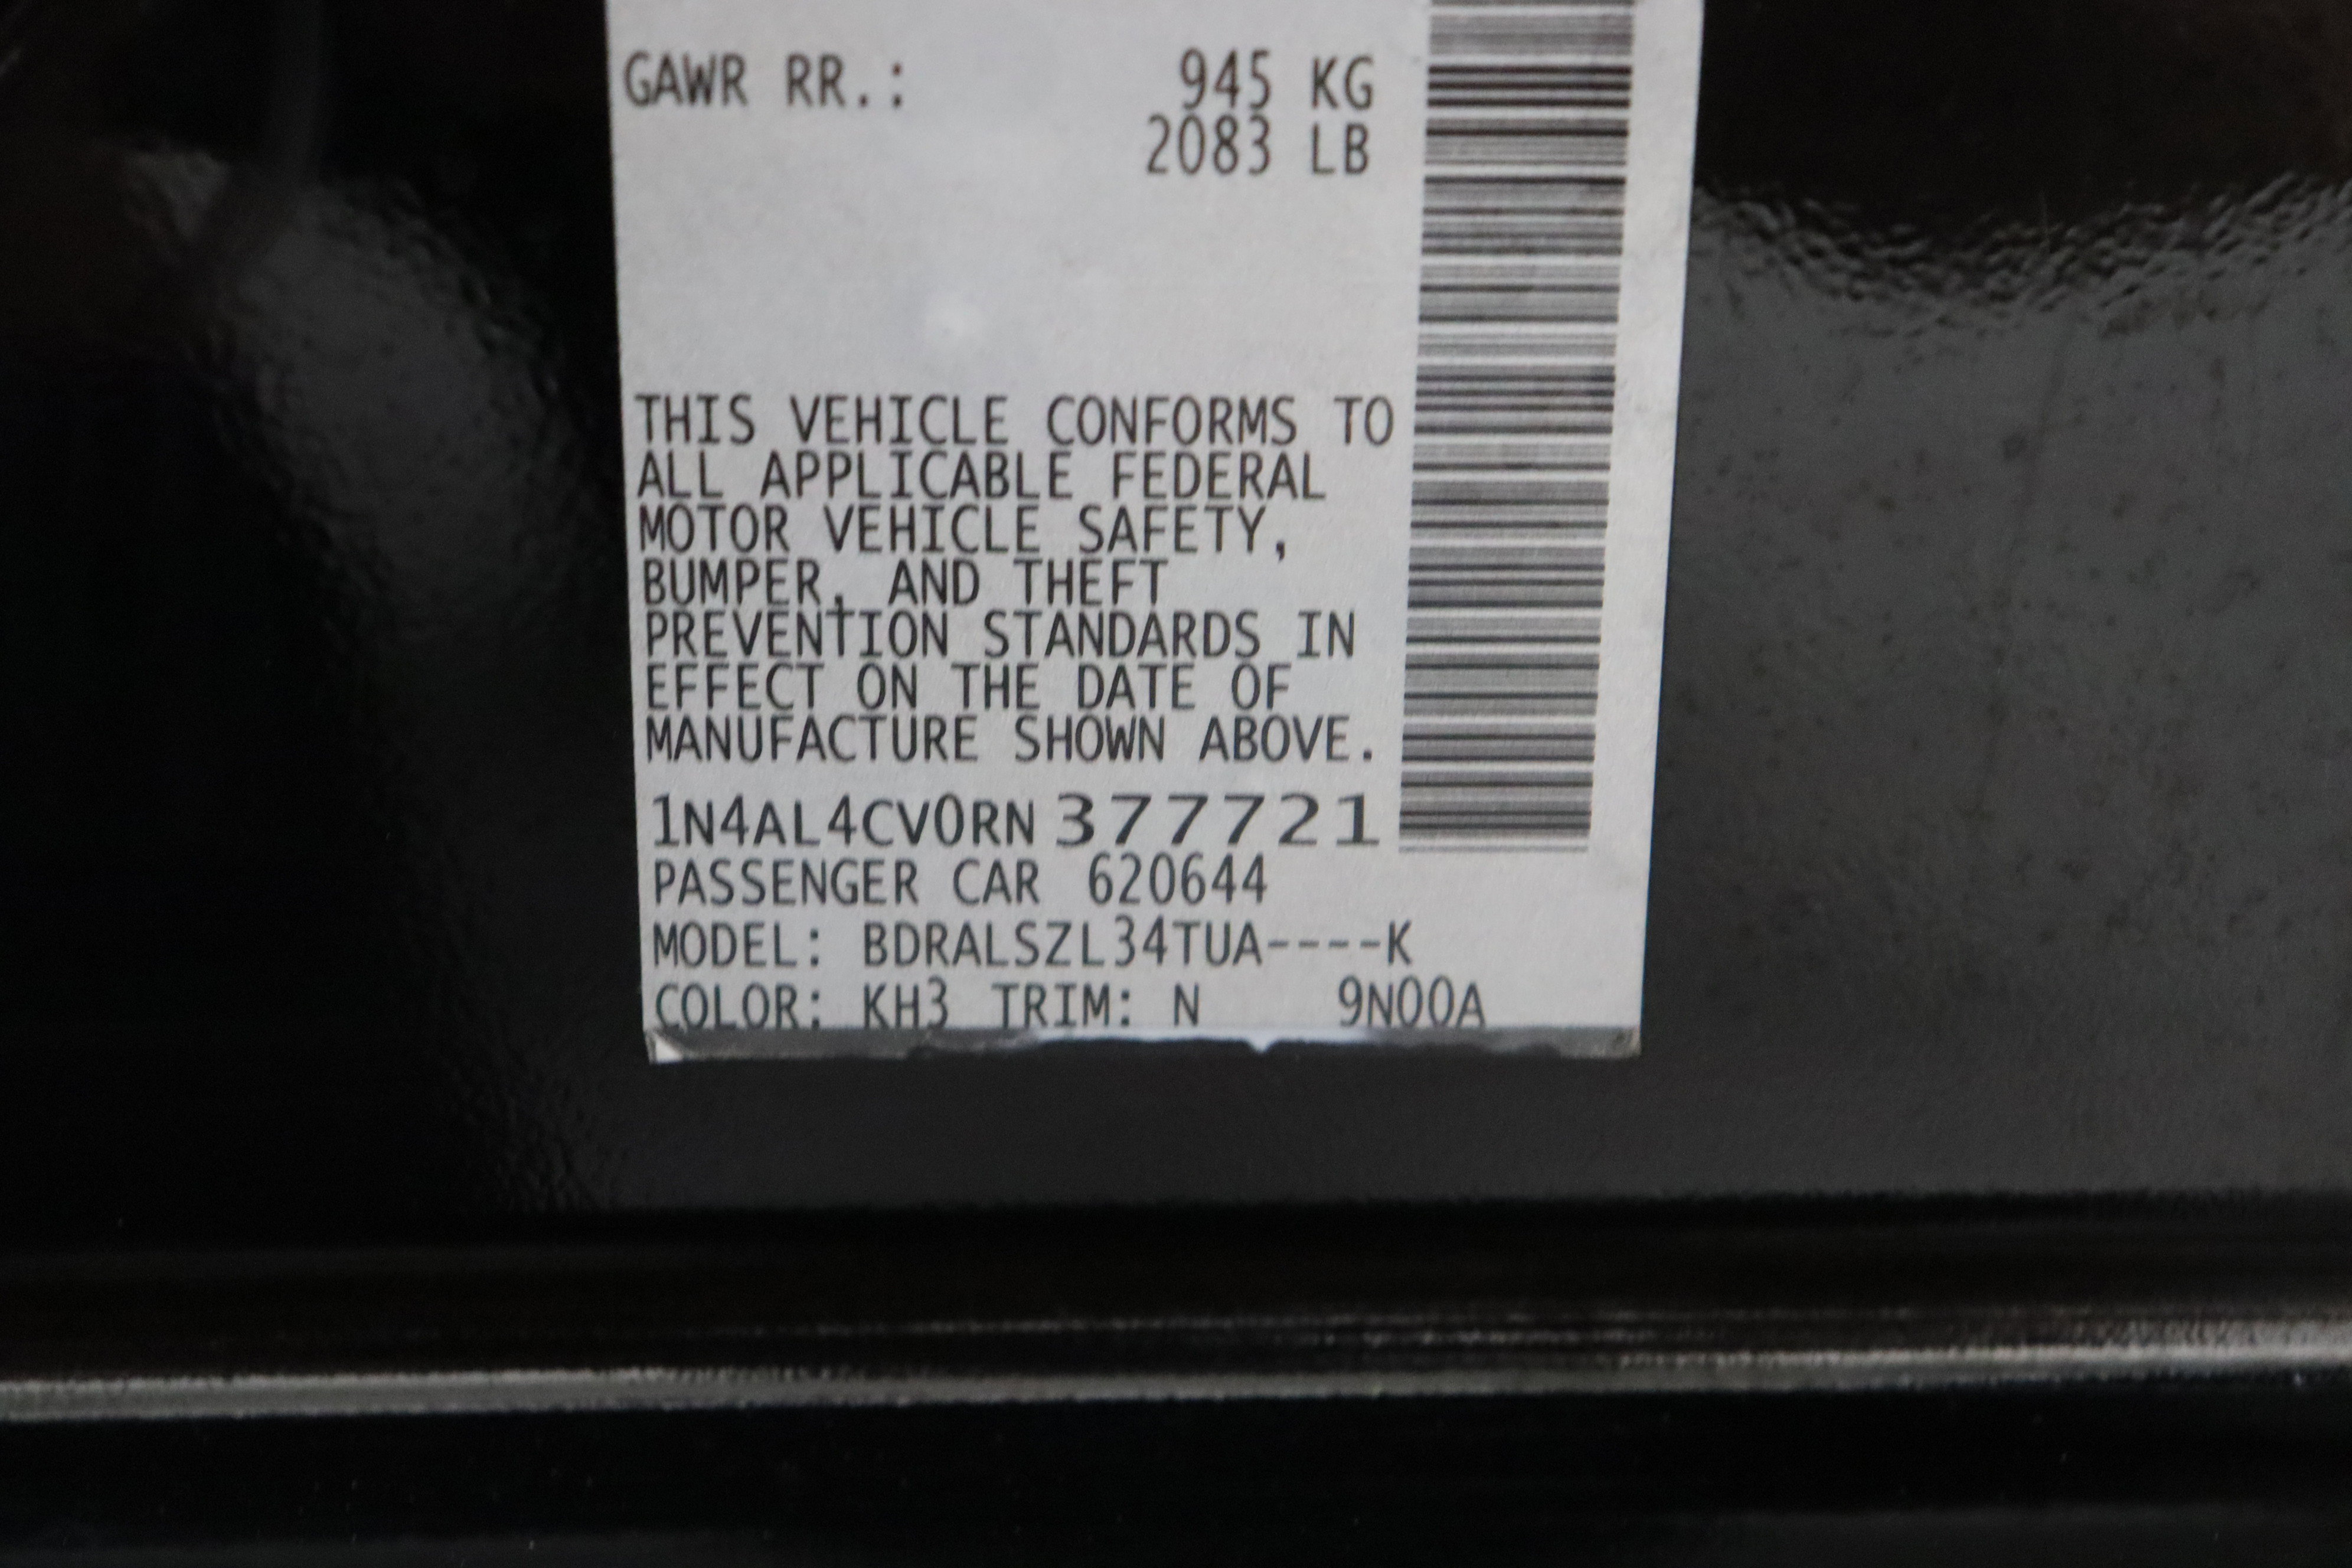 GAWR RR.: 945 KG
2083 LB
THIS VEHICLE CONFORMS TO
ALL APPLICABLE FEDERAL
MOTOR VEHICLE SAFETY,
BUMPER, AND THEFT
PREVENTION STANDARDS IN
EFFECT ON THE DATE OF
MANUFACTURE SHOWN ABOVE.
1N4AL4CV0RN377721
PASSENGER CAR 620644
MODEL: BDRALSZL34TUA----K
COLOR: KH3 TRIM: N 9N00A